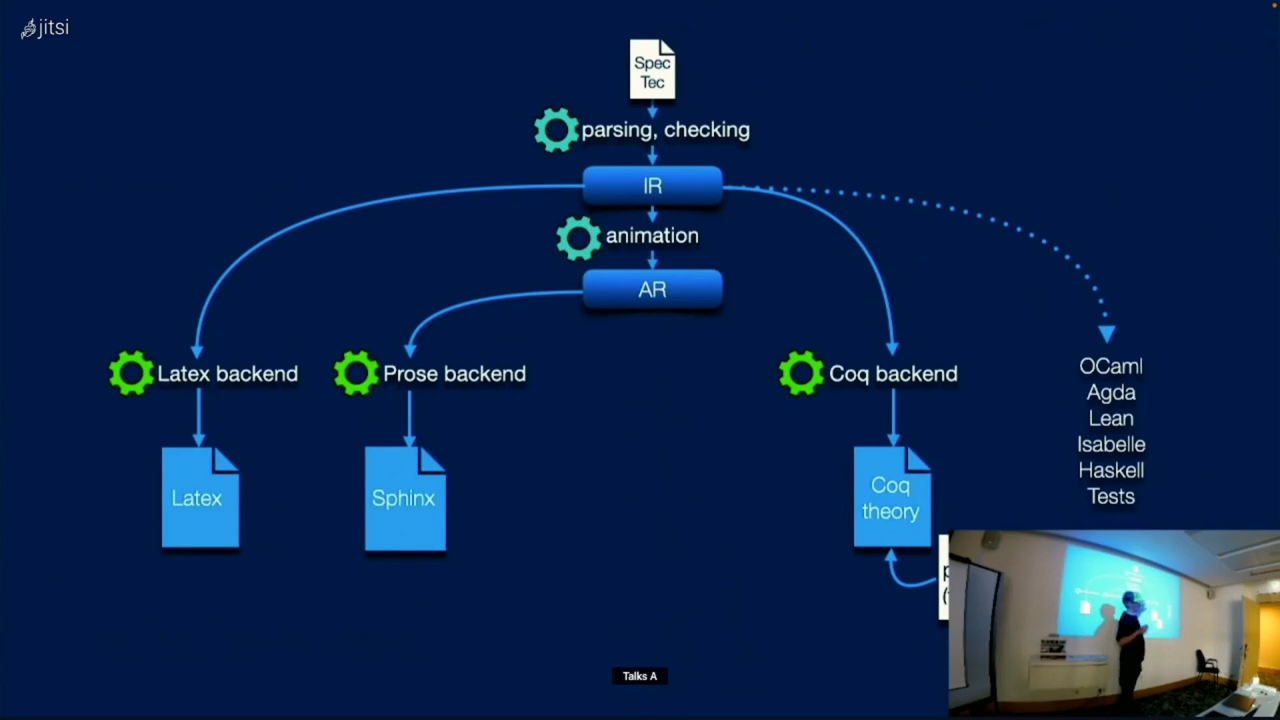 jitsi
Spec
Tec
parsing, checking
IR
animation
AR
Latex backend
Prose backend
Coq backend
OCaml
Agda
Lean
Isabelle
Haskell
Tests
Latex
Sphinx
Coq
theory
Talks A